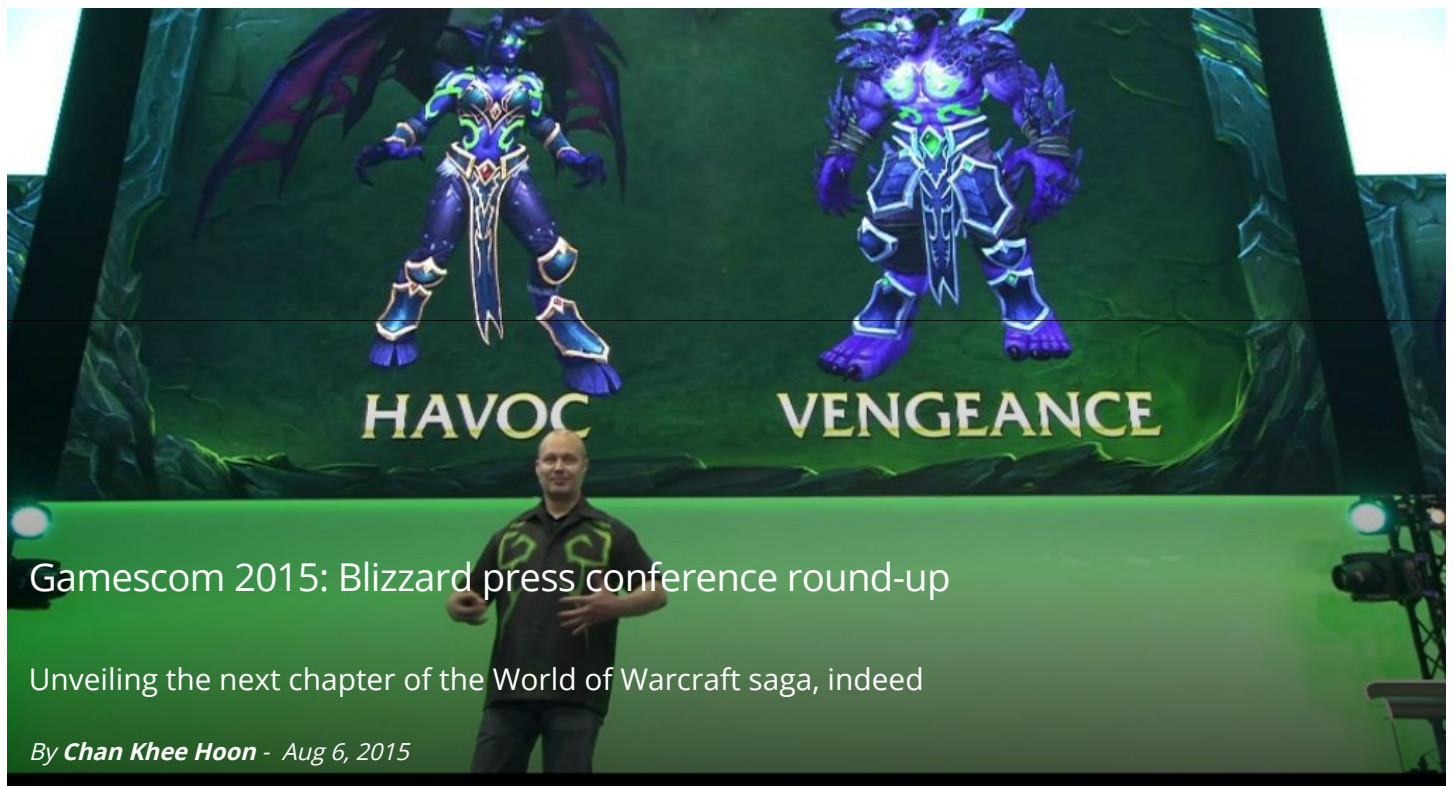 HAVOC
VENGEANCE
Gamescom 2015: Blizzard press conference round-up
Unveiling the next chapter of the World of Warcraft saga, indeed
By Chan Khee Hoon - Aug 6, 2015